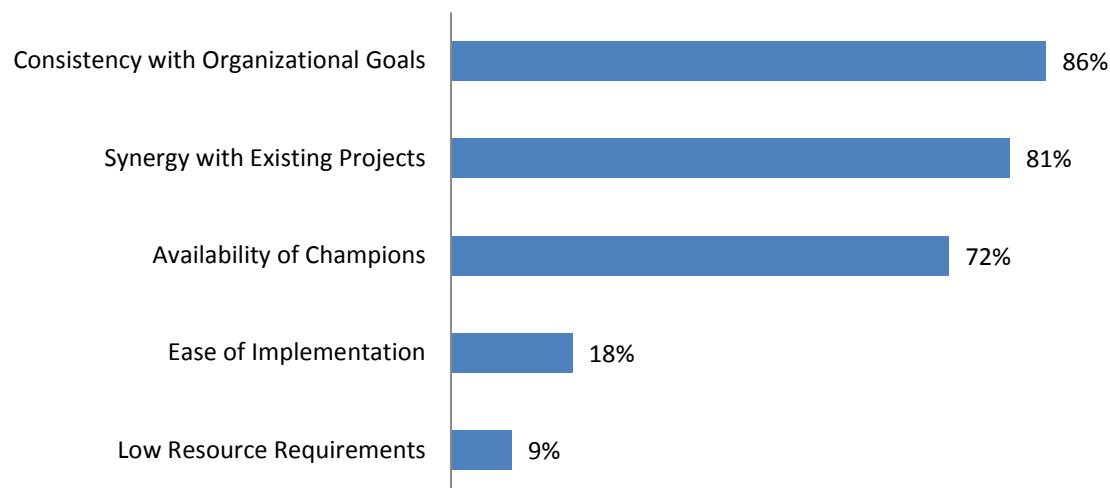 Consistency with Organizational Goals 86%
Synergy with Existing Projects 81%
Availability of Champions 72%
Ease of Implementation 18%
Low Resource Requirements 9%